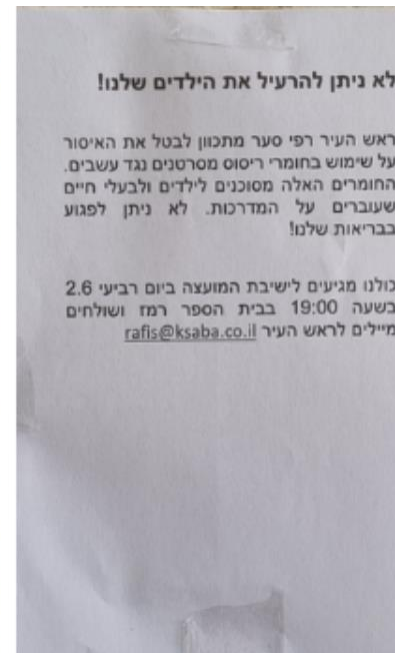 לא ניתן להרעיל את הילדים שלנו!
ראש העיר רפי סער מתכוון לבטל את האיסור
על שימוש בחומרי ריסוס מסרטנים נגד עשבים.
החומרים האלה מסוכנים לילדים ולבעלי חיים
שעוברים על המדרכות. לא ניתן לפגוע
בבריאות שלנו!
כולנו מגיעים לישיבת המועצה ביום רביעי 2.6
בשעה 19:00 בבית הספר רמז ושולחים
מיילים לראש העיר rafis@ksaba.co.il